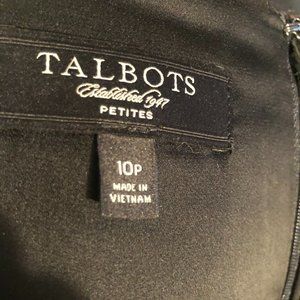 TALBOTS
Established 1947
PETITES
10P
MADE IN
VIETNAM